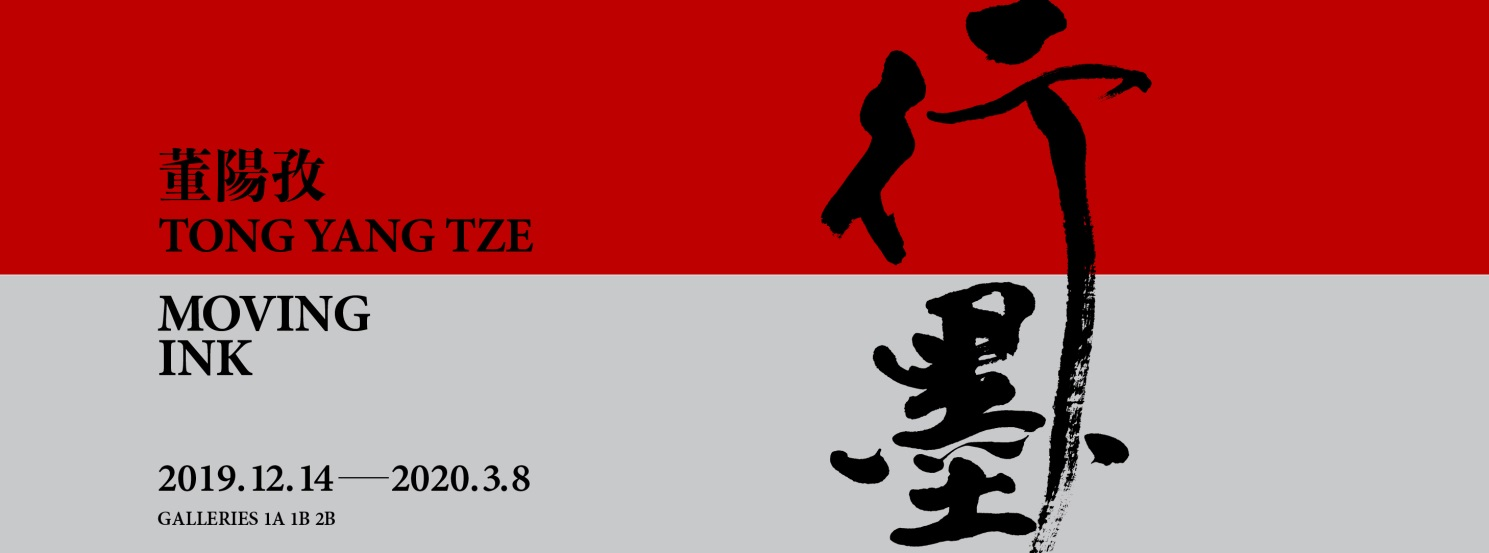 董陽孜
TONG YANG TZE
MOVING
INK
2019.12.14—2020.3.8
GALLERIES 1A 1B 2B
行墨